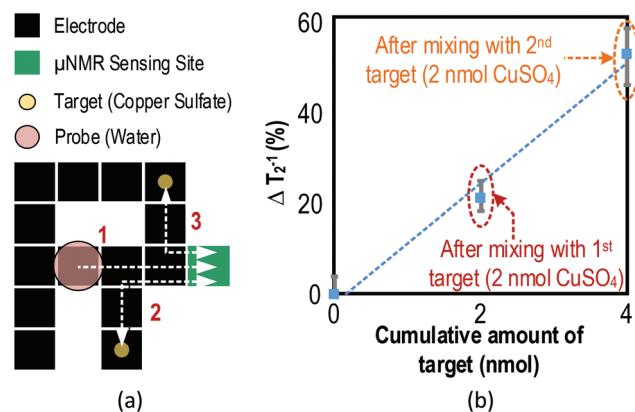 Electrode
µNMR Sensing Site
Target (Copper Sulfate)
Probe (Water)
1
3
2
(a)
60
40
20
0
0
2
4
Δ T₂⁻¹ (%)
After mixing with 2nd
target (2 nmol CuSO₄)
After mixing with 1st
target (2 nmol CuSO₄)
Cumulative amount of
target (nmol)
(b)